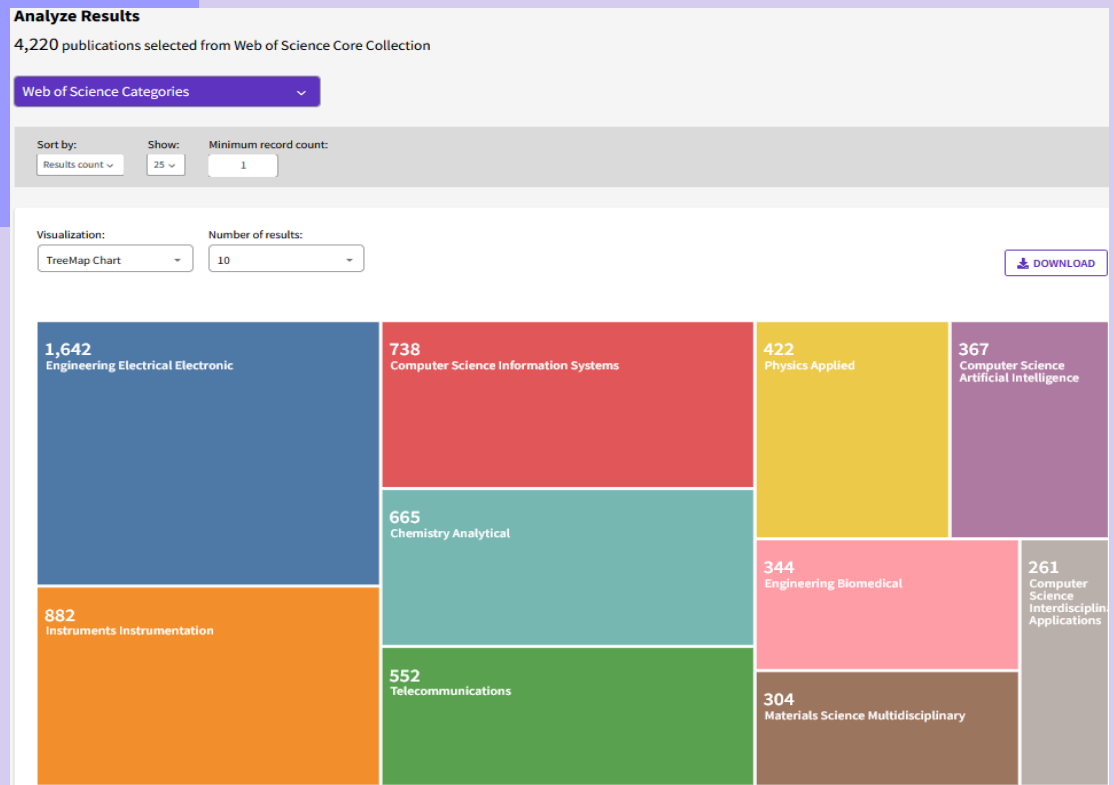 Analyze Results
4,220 publications selected from Web of Science Core Collection
Web of Science Categories
Sort by:
Show:
Minimum record count:
Results count
25
1
Visualization:
Number of results:
TreeMap Chart
10
DOWNLOAD
1,642
Engineering Electrical Electronic
738
Computer Science Information Systems
422
Physics Applied
367
Computer Science
Artificial Intelligence
665
Chemistry Analytical
344
Engineering Biomedical
261
Computer
Science
Interdisciplin
Applications
882
Instruments Instrumentation
552
Telecommunications
304
Materials Science Multidisciplinary